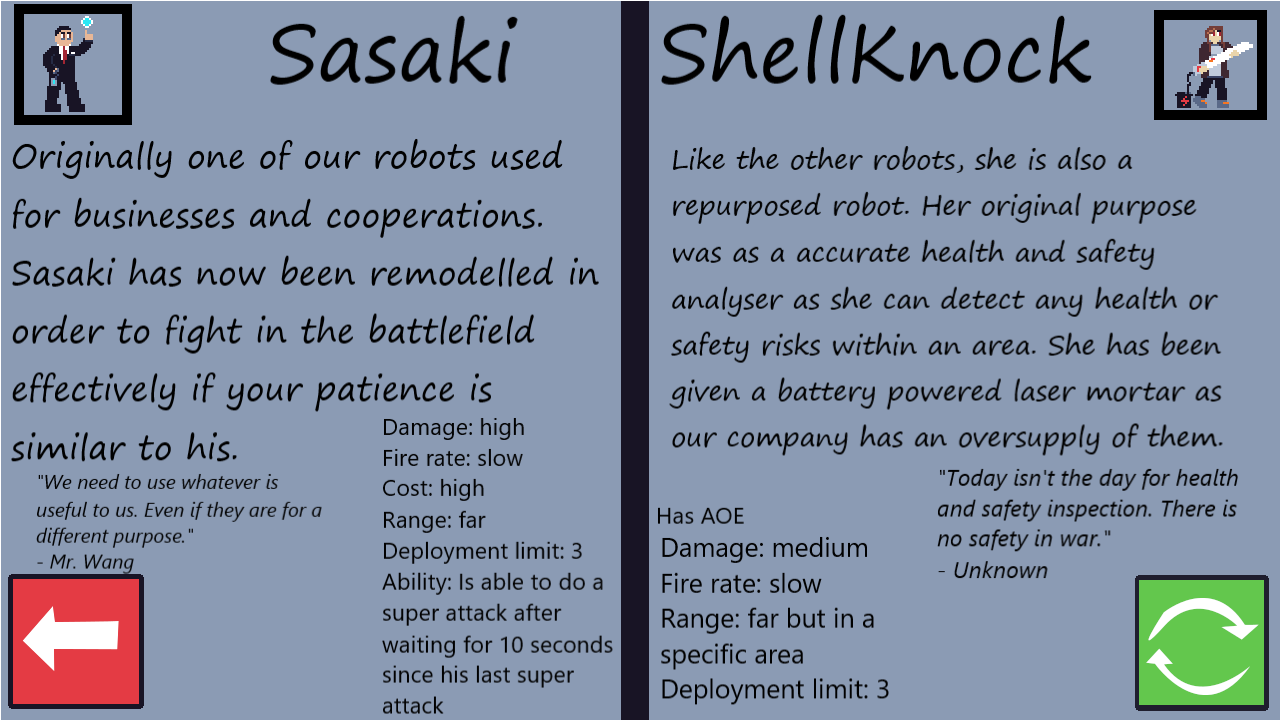 Sasaki
Originally one of our robots used
for businesses and cooperations.
Sasaki has now been remodelled in
order to fight in the battlefield
effectively if your patience is
similar to his.
"We need to use whatever is
useful to us. Even if they are for a
different purpose."
- Mr. Wang
Damage: high
Fire rate: slow
Cost: high
Range: far
Deployment limit: 3
Ability: Is able to do a
super attack after
waiting for 10 seconds
since his last super
attack
ShellKnock
Like the other robots, she is also a
repurposed robot. Her original purpose
was as a accurate health and safety
analyser as she can detect any health or
safety risks within an area. She has been
given a battery powered laser mortar as
our company has an oversupply of them.
"Today isn't the day for health
and safety inspection. There is
no safety in war."
- Unknown
Has AOE
Damage: medium
Fire rate: slow
Range: far but in a
specific area
Deployment limit: 3